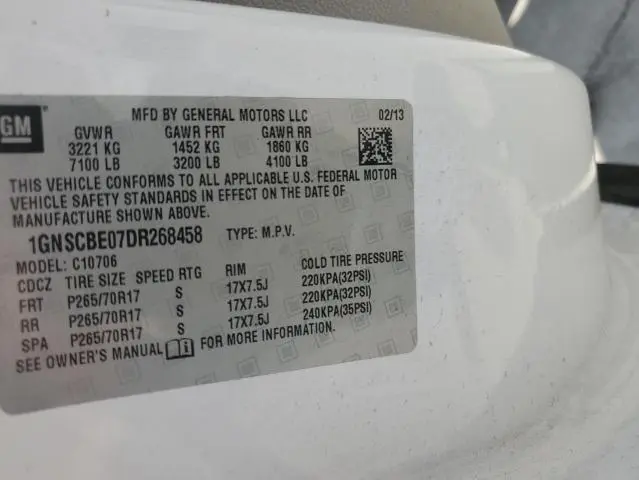 GM
MFD BY GENERAL MOTORS LLC 02/13
GVWR GAWR FRT GAWR RR
3221 KG 1452 KG 1860 KG
7100 LB 3200 LB 4100 LB
THIS VEHICLE CONFORMS TO ALL APPLICABLE U.S. FEDERAL MOTOR
VEHICLE SAFETY STANDARDS IN EFFECT ON THE DATE OF
MANUFACTURE SHOWN ABOVE.
1GNSCBE07DR268458 TYPE: M.P.V.
MODEL: C10706
CDCZ TIRE SIZE SPEED RTG RIM COLD TIRE PRESSURE
FRT P265/70R17 S 17X7.5J 220KPA(32PSI)
RR P265/70R17 S 17X7.5J 220KPA(32PSI)
SPA P265/70R17 S 17X7.5J 240KPA(35PSI)
SEE OWNER'S MANUAL FOR MORE INFORMATION.